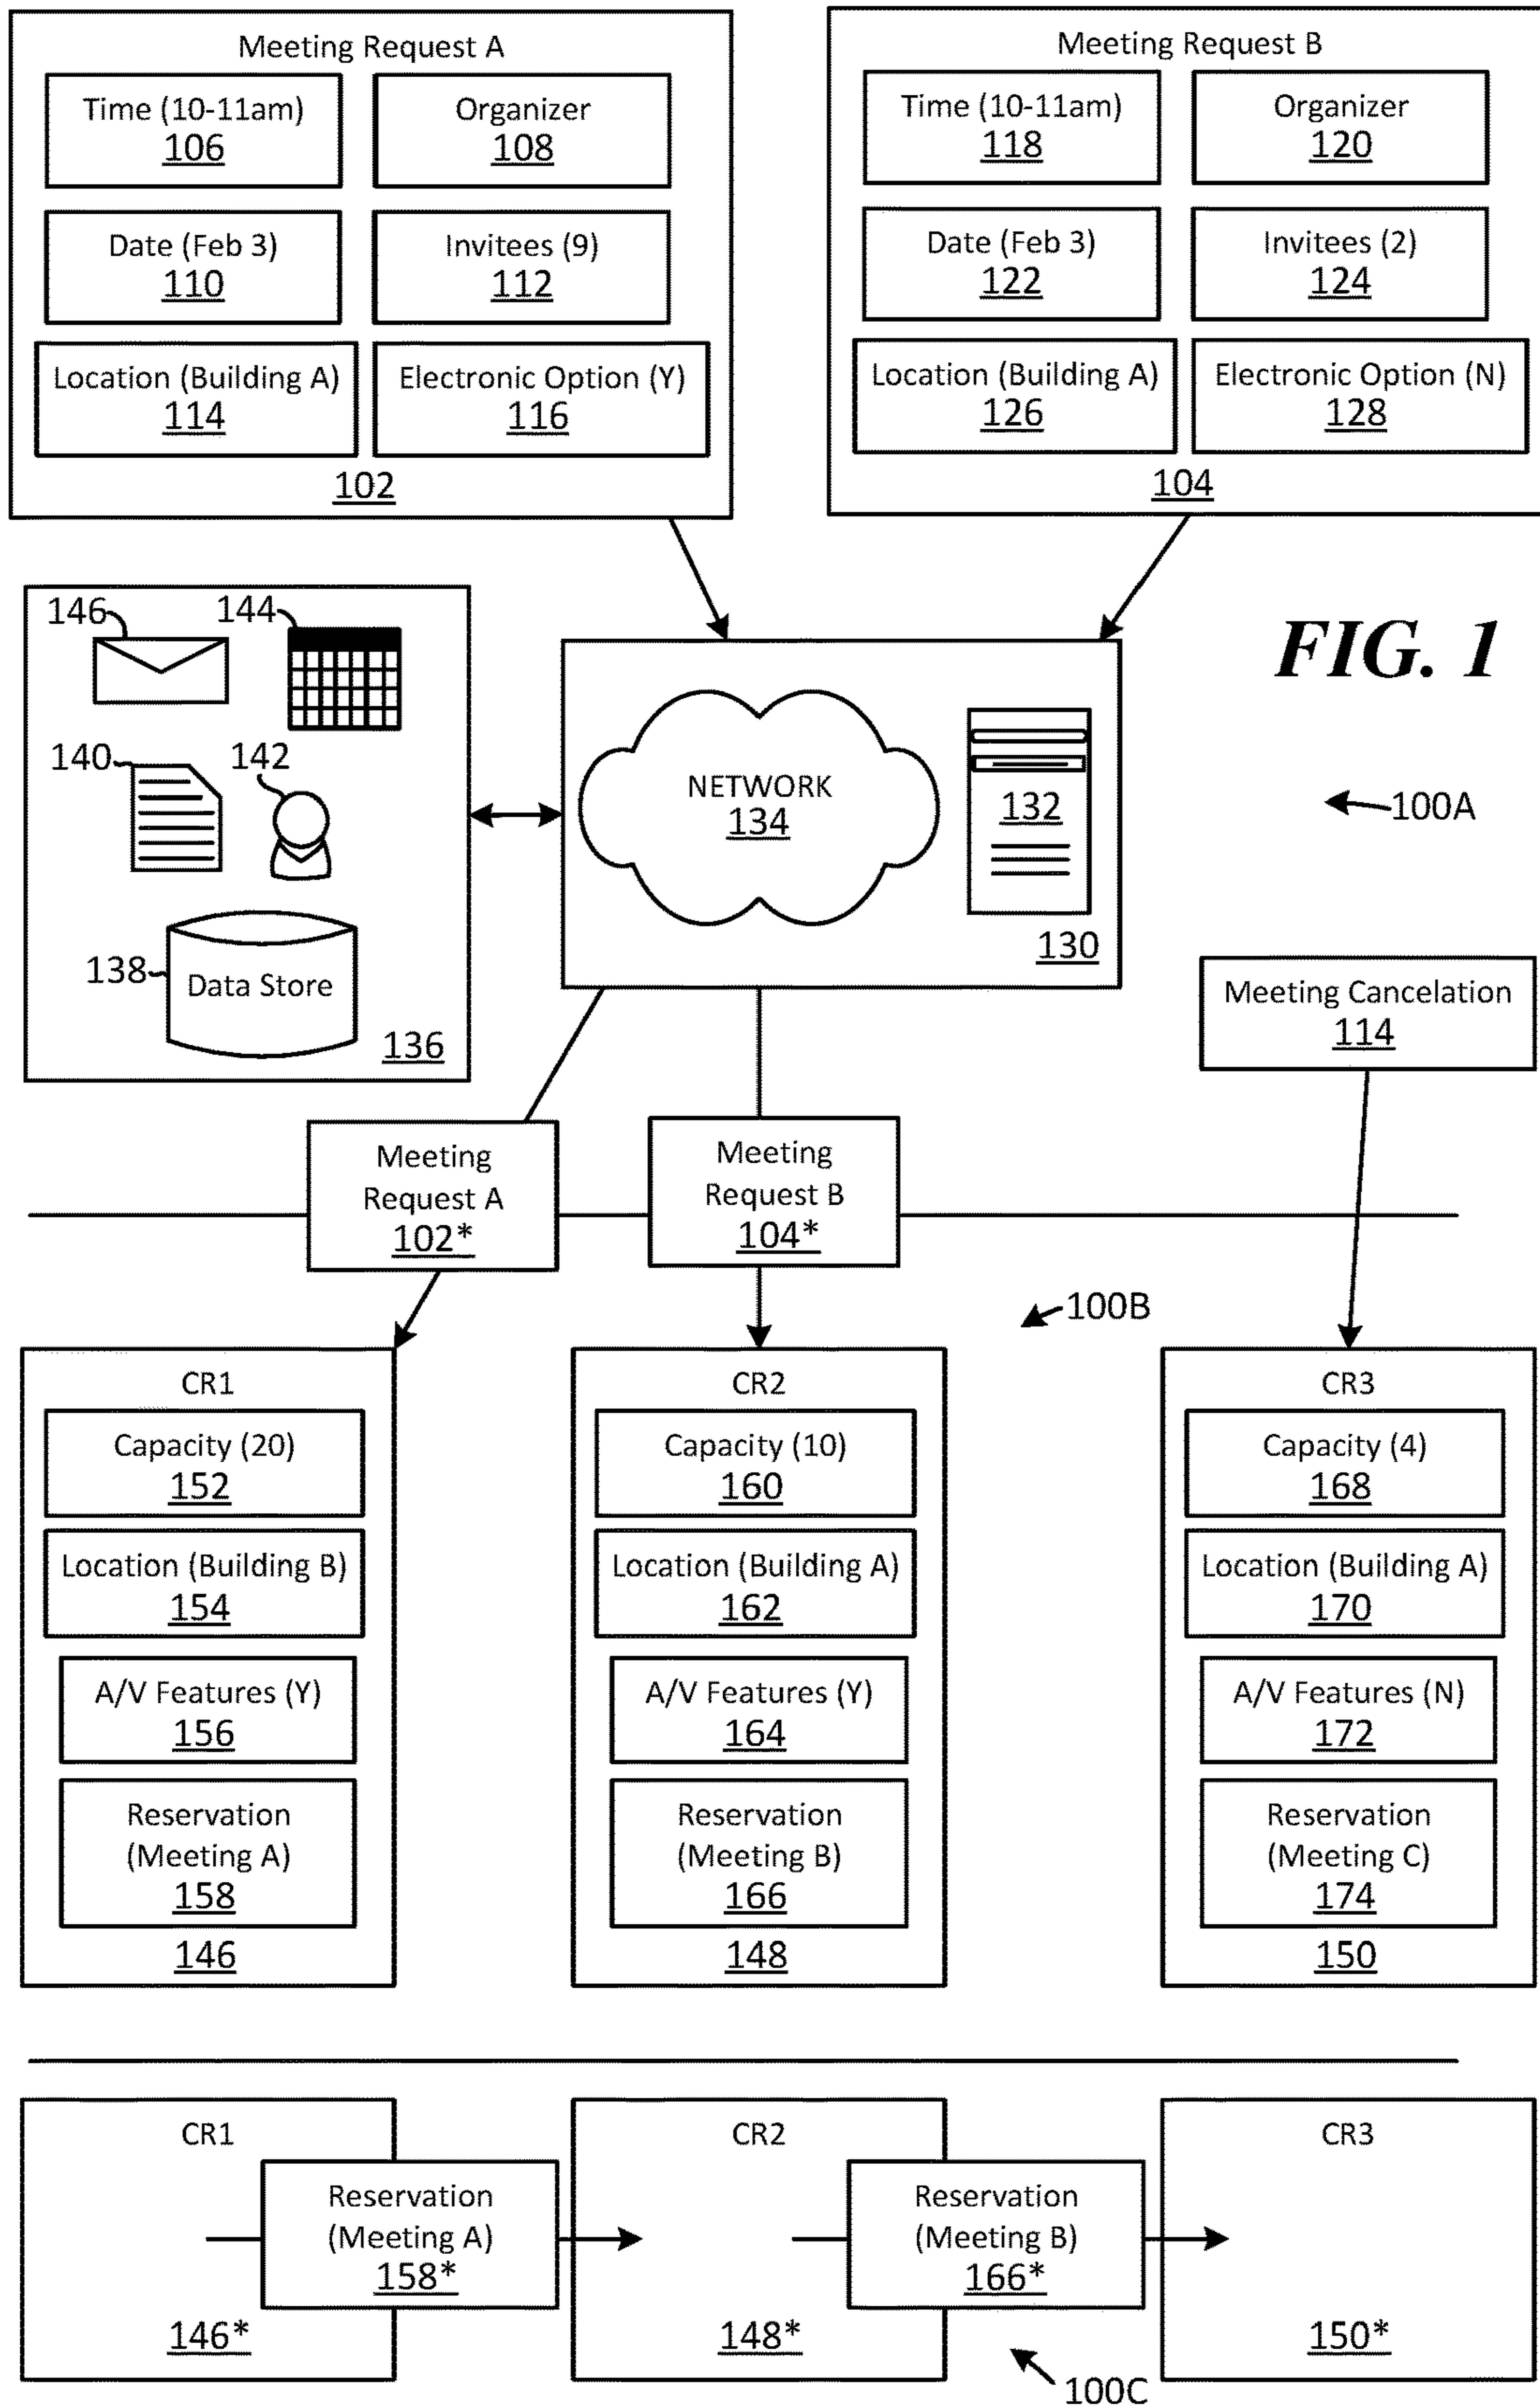 Meeting Request A
Time (10-11am)
106
Organizer
108
Date (Feb 3)
110
Invitees (9)
112
Location (Building A)
114
Electronic Option (Y)
116
102
Meeting Request B
Time (10-11am)
118
Organizer
120
Date (Feb 3)
122
Invitees (2)
124
Location (Building A)
126
Electronic Option (N)
128
104
146
144
140
142
138
Data Store
136
NETWORK
134
132
130
FIG. 1
100A
Meeting Cancelation
114
Meeting
Request A
102*
Meeting
Request B
104*
100B
CR1
Capacity (20)
152
Location (Building B)
154
A/V Features (Y)
156
Reservation
(Meeting A)
158
146
CR2
Capacity (10)
160
Location (Building A)
162
A/V Features (Y)
164
Reservation
(Meeting B)
166
148
CR3
Capacity (4)
168
Location (Building A)
170
A/V Features (N)
172
Reservation
(Meeting C)
174
150
CR1
Reservation
(Meeting A)
158*
146*
CR2
Reservation
(Meeting B)
166*
148*
CR3
150*
100C